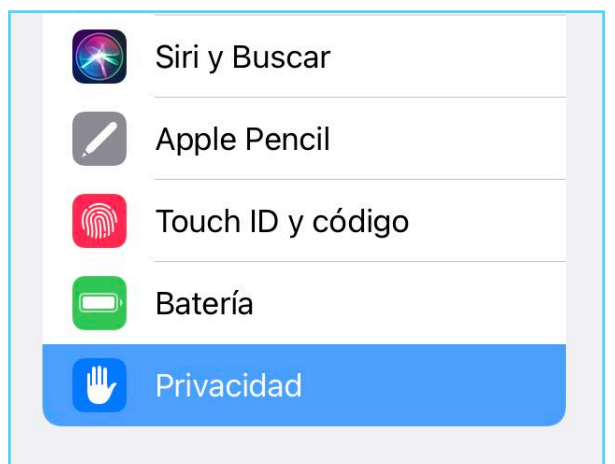 Siri y Buscar
Apple Pencil
Touch ID y código
Batería
Privacidad